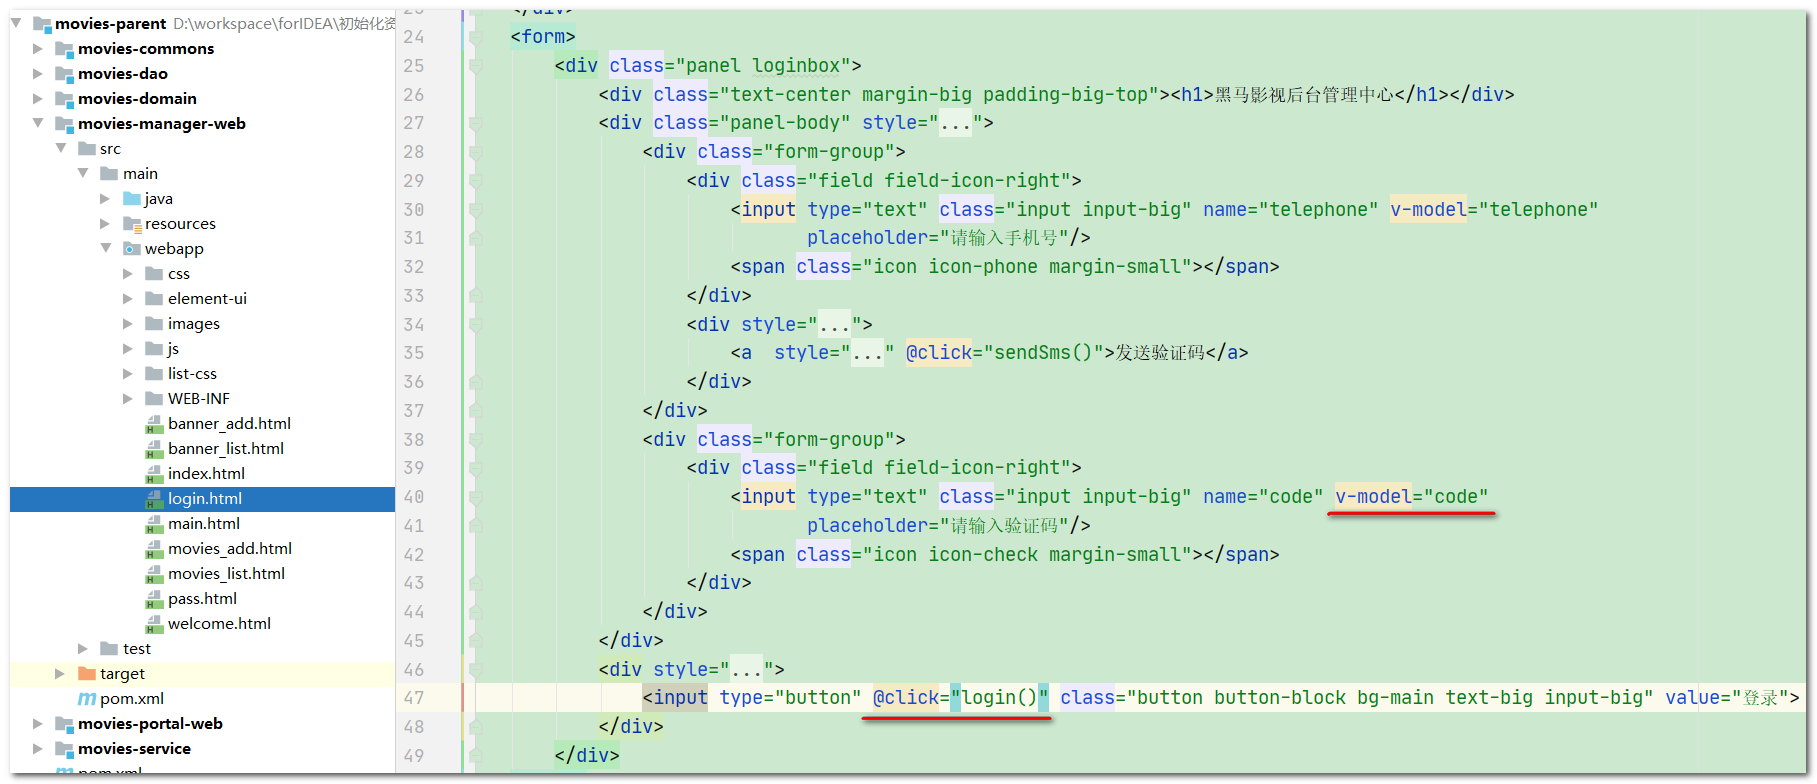 movies-parent D:\workspace\forIDEA\初始化资
movies-commons
movies-dao
movies-domain
movies-manager-web
src
main
java
resources
webapp
css
element-ui
images
js
list-css
WEB-INF
banner_add.html
banner_list.html
index.html
login.html
main.html
movies_add.html
movies_list.html
pass.html
welcome.html
test
target
pom.xml
movies-portal-web
movies-service
pom.xml
23 </div>
24 <form>
25 <div class="panel loginbox">
26 <div class="text-center margin-big padding-big-top"><h1>黑马影视后台管理中心</h1></div>
27 <div class="panel-body" style="...">
28 <div class="form-group">
29 <div class="field field-icon-right">
30 <input type="text" class="input input-big" name="telephone" v-model="telephone"
31 placeholder="请输入手机号"/>
32 <span class="icon icon-phone margin-small"></span>
33 </div>
34 <div style="...">
35 <a  style="..." @click="sendSms()">发送验证码</a>
36 </div>
37 </div>
38 <div class="form-group">
39 <div class="field field-icon-right">
40 <input type="text" class="input input-big" name="code" v-model="code"
41 placeholder="请输入验证码"/>
42 <span class="icon icon-check margin-small"></span>
43 </div>
44 </div>
45 </div>
46 <div style="...">
47 <input type="button" @click="login()" class="button button-block bg-main text-big input-big" value="登录">
48 </div>
49 </div>